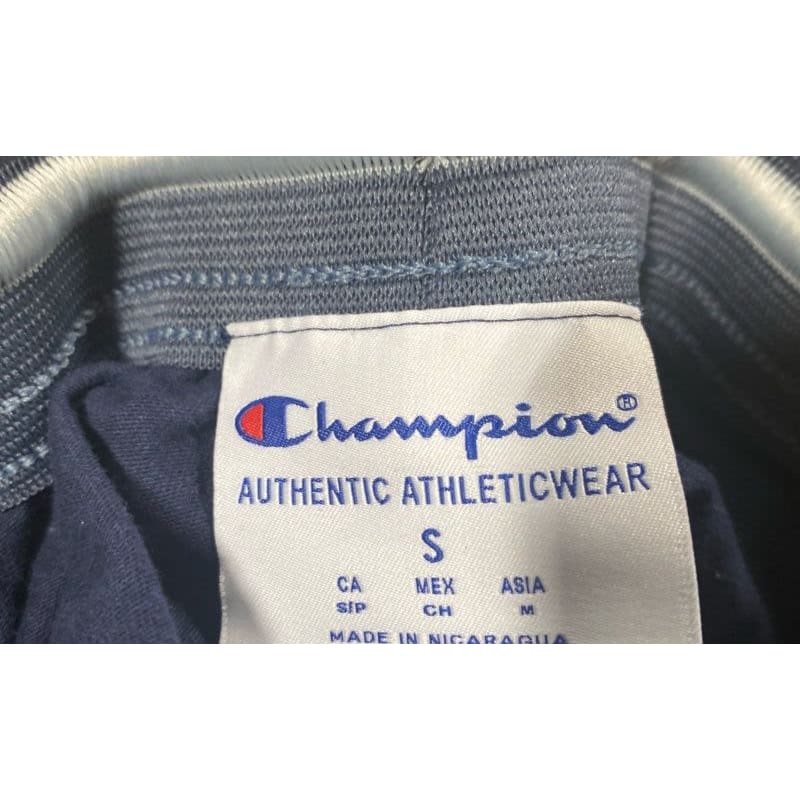 Champion®
AUTHENTIC ATHLETICWEAR
S
CA MEX ASIA
S/P CH M
MADE IN NICARAGUA